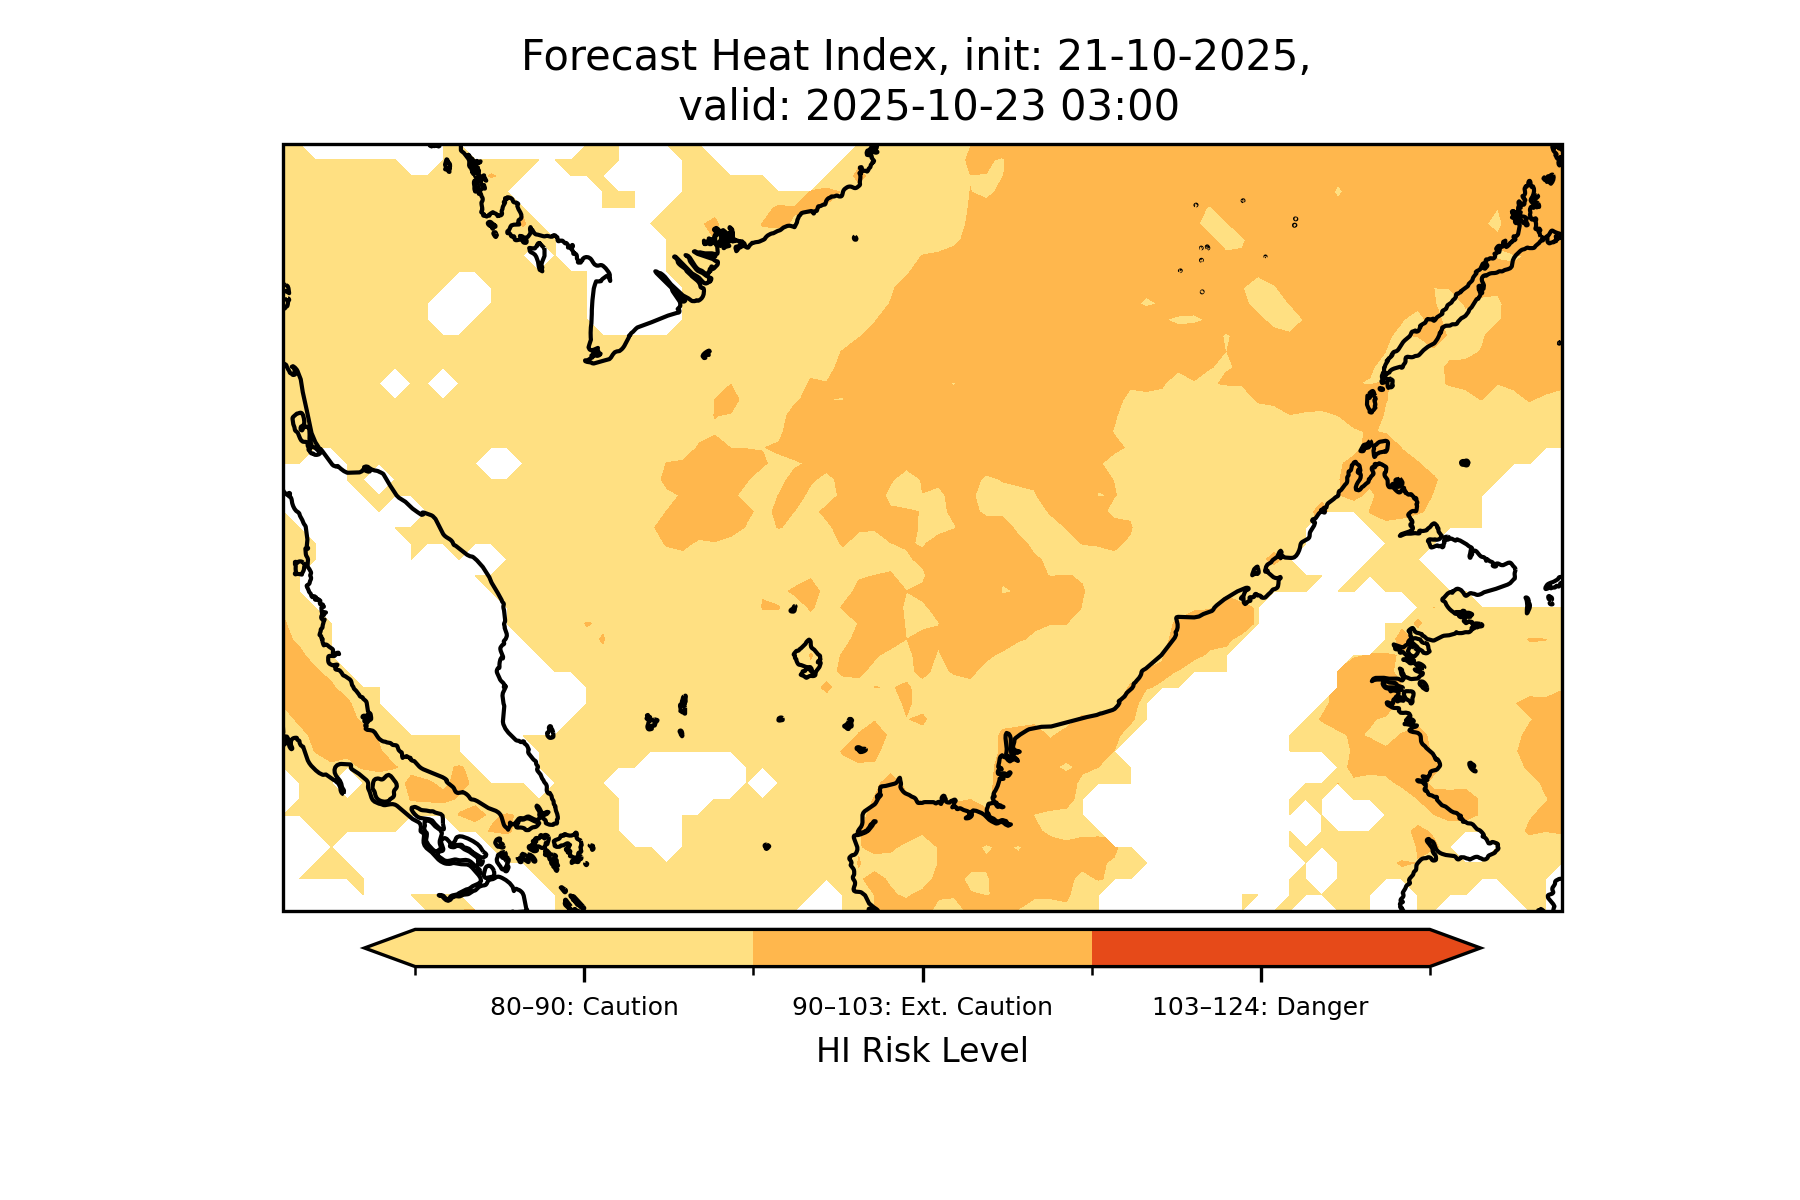 Forecast Heat Index, init: 21-10-2025,
valid: 2025-10-23 03:00
80–90: Caution
90–103: Ext. Caution
103–124: Danger
HI Risk Level